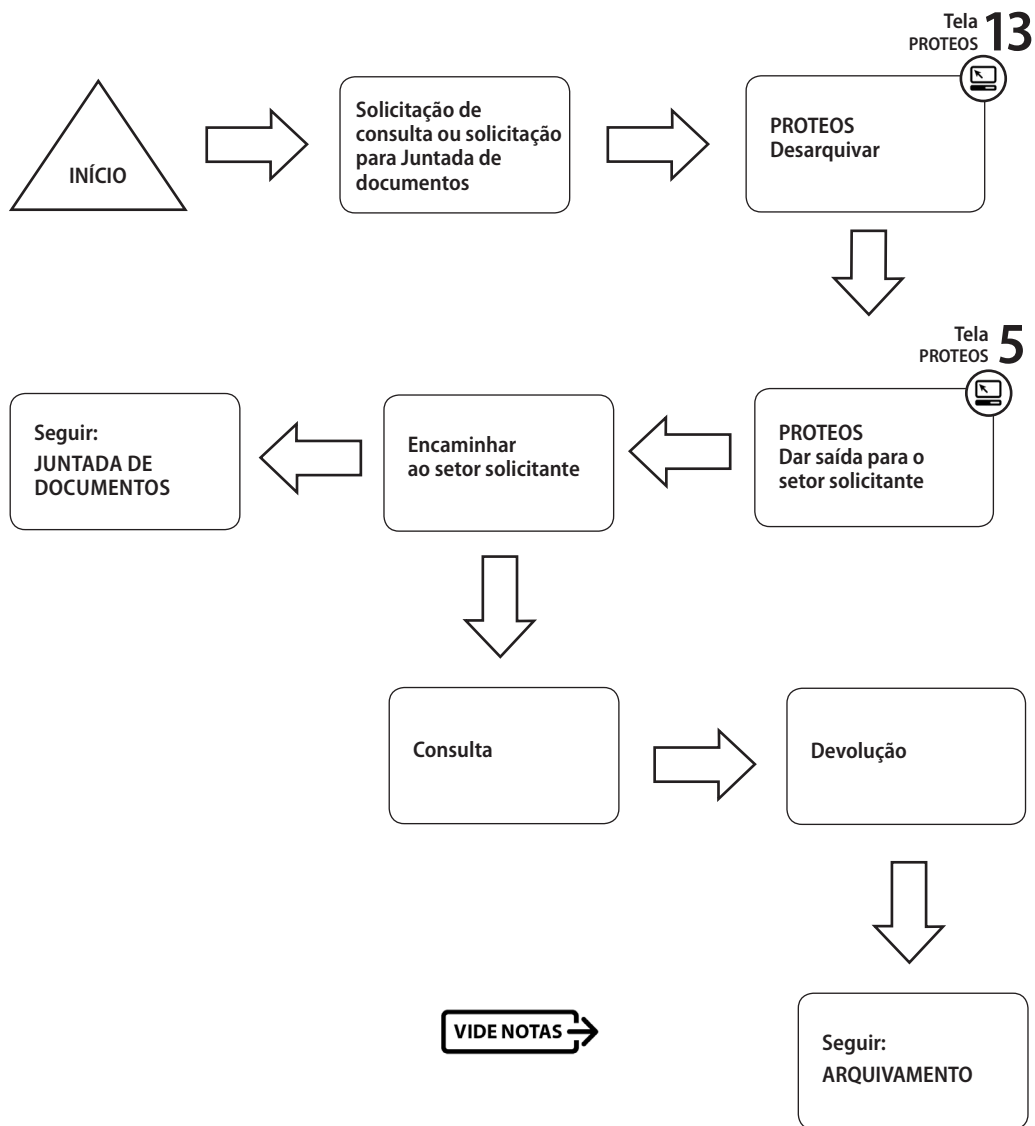 Tela
PROTEOS 13
INÍCIO
Solicitação de
consulta ou solicitação
para Juntada de
documentos
PROTEOS
Desarquivar
Tela
PROTEOS 5
PROTEOS
Dar saída para o
setor solicitante
Encaminhar
ao setor solicitante
Seguir:
JUNTADA DE
DOCUMENTOS
Consulta
Devolução
VIDE NOTAS
Seguir:
ARQUIVAMENTO